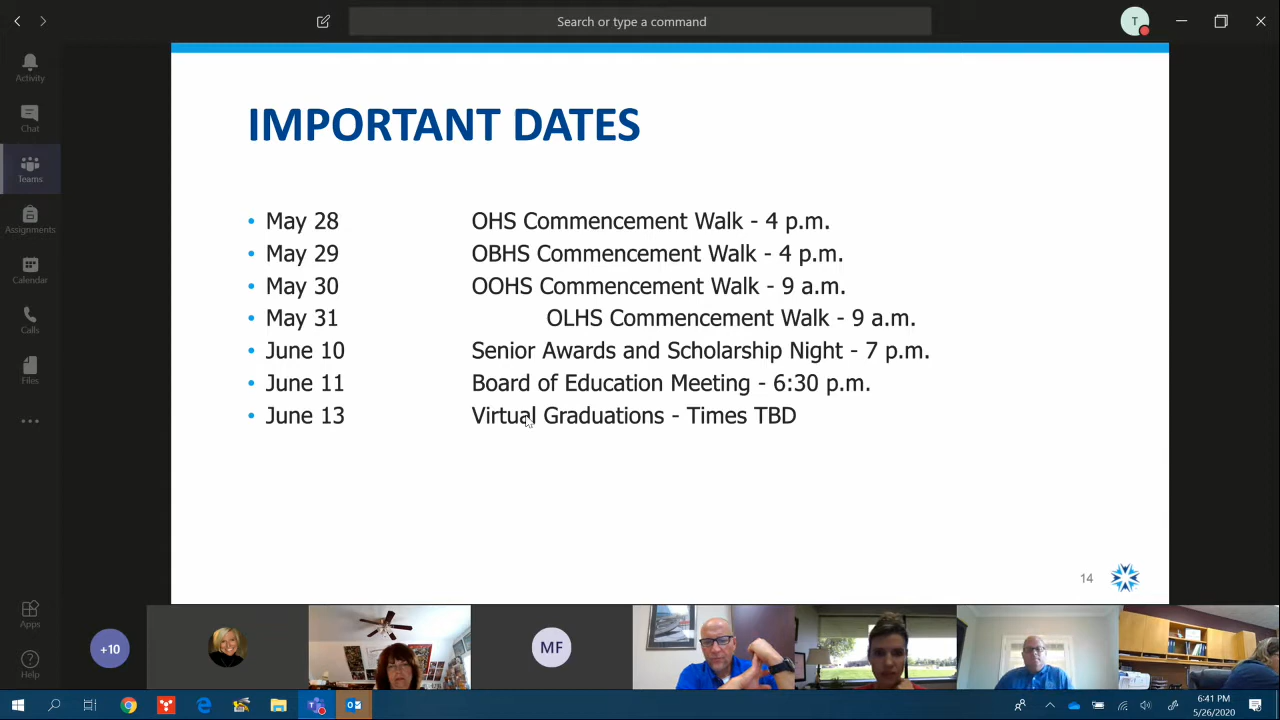 Search or type a command
T
Activity
Chat
Teams
Assignments
Calendar
Calls
Files
Apps
Help
IMPORTANT DATES
• May 28 OHS Commencement Walk - 4 p.m.
• May 29 OBHS Commencement Walk - 4 p.m.
• May 30 OOHS Commencement Walk - 9 a.m.
• May 31 OLHS Commencement Walk - 9 a.m.
• June 10 Senior Awards and Scholarship Night - 7 p.m.
• June 11 Board of Education Meeting - 6:30 p.m.
• June 13 Virtual Graduations - Times TBD
14
+10
MF
6:41 PM
5/26/2020